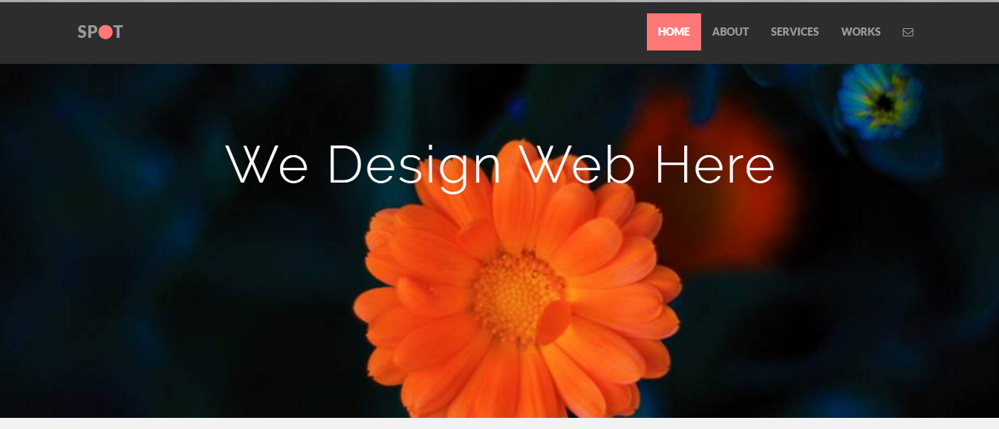 SPOT
HOME ABOUT SERVICES WORKS
We Design Web Here